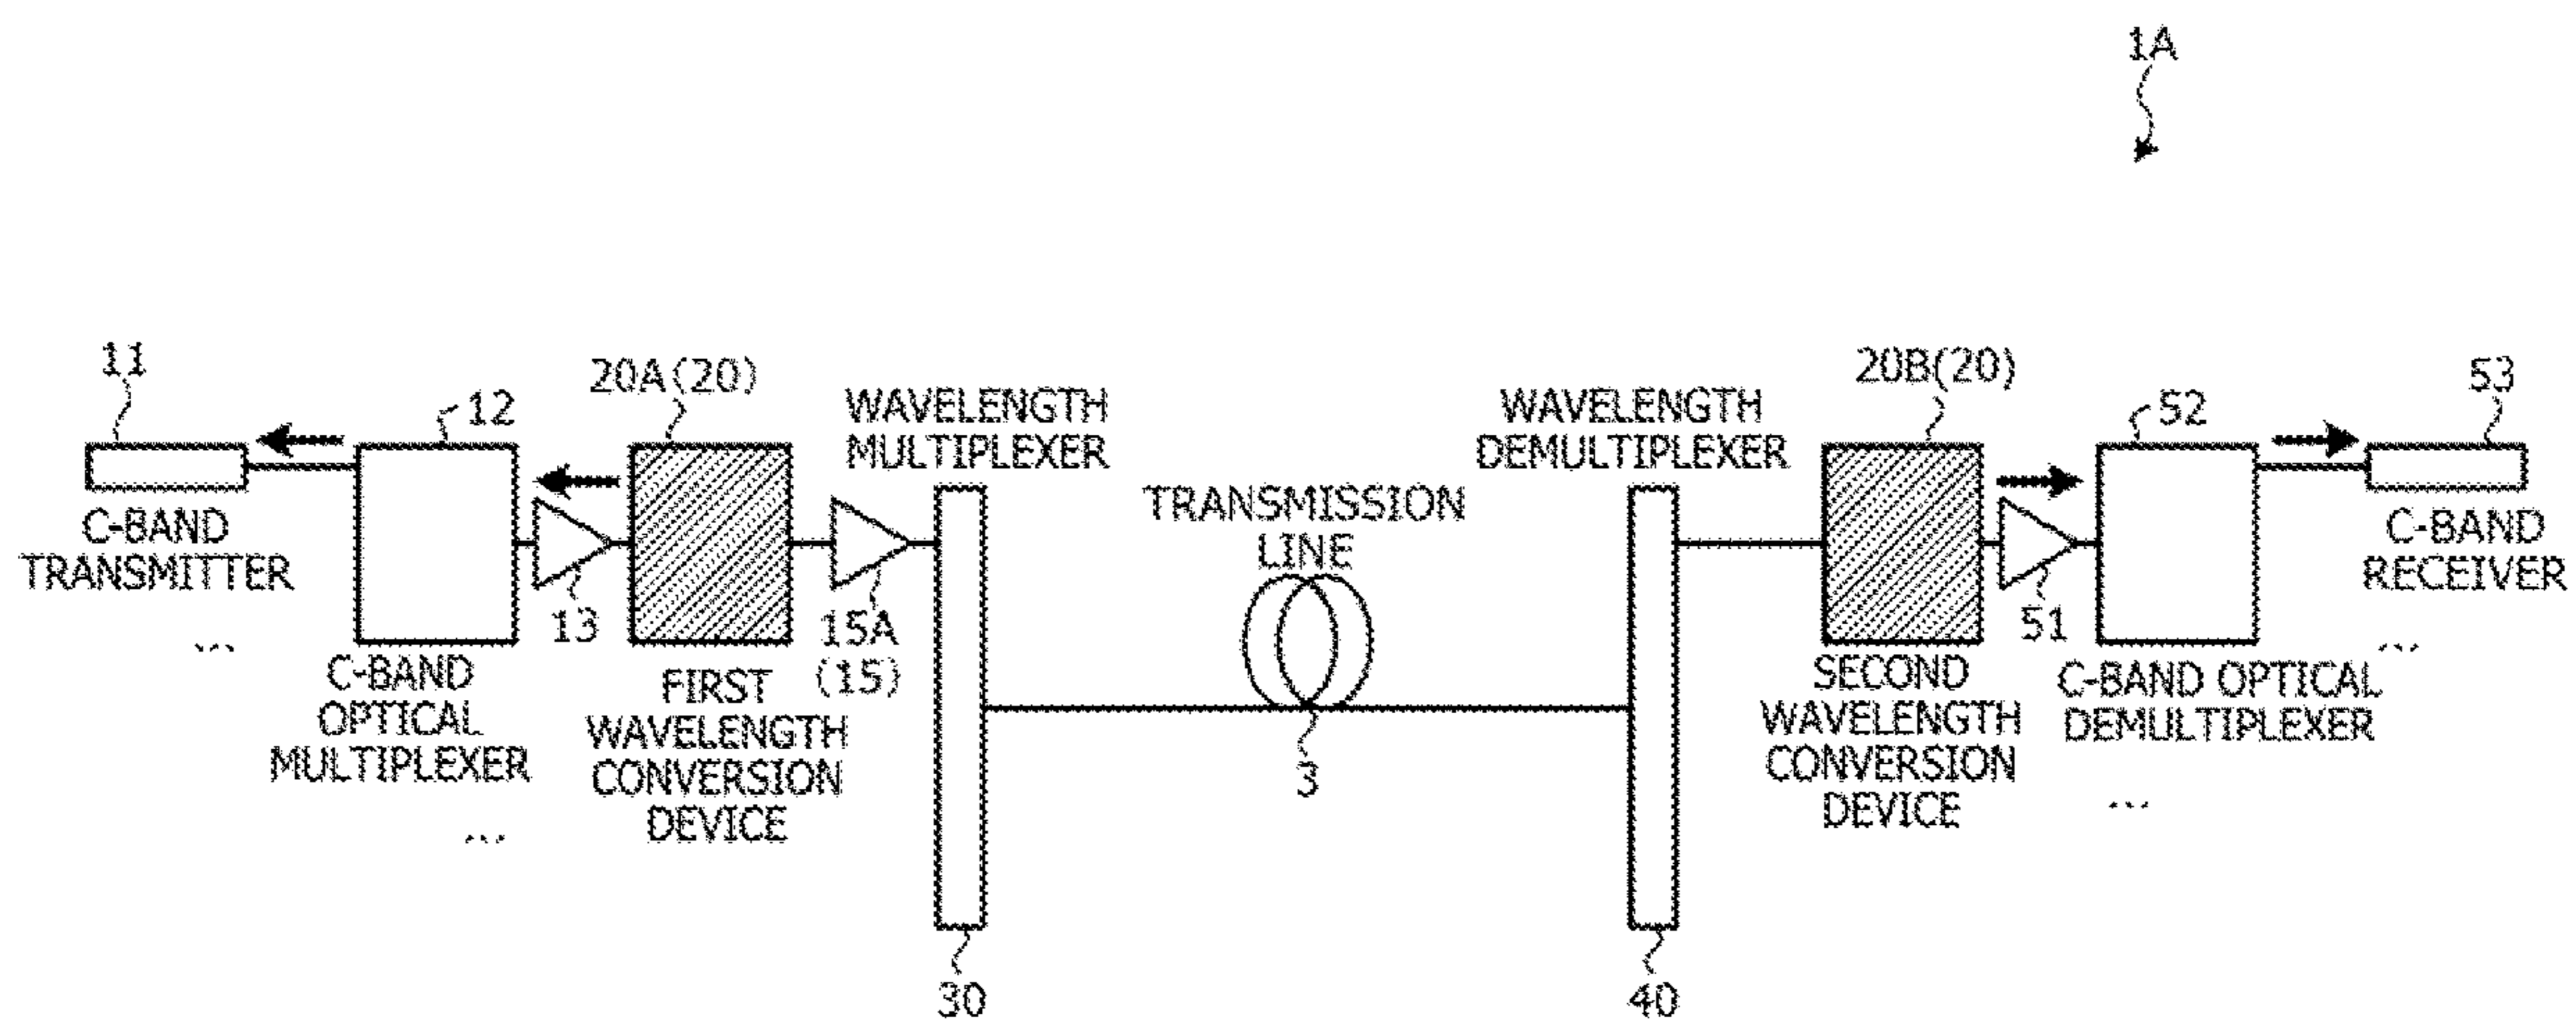 1A
11
C-BAND
TRANSMITTER
...
12
C-BAND
OPTICAL
MULTIPLEXER
...
13
20A(20)
FIRST
WAVELENGTH
CONVERSION
DEVICE
15A
(15)
WAVELENGTH
MULTIPLEXER
30
TRANSMISSION
LINE
3
WAVELENGTH
DEMULTIPLEXER
40
20B(20)
SECOND
WAVELENGTH
CONVERSION
DEVICE
51
52
C-BAND OPTICAL
DEMULTIPLEXER
...
53
C-BAND
RECEIVER
...